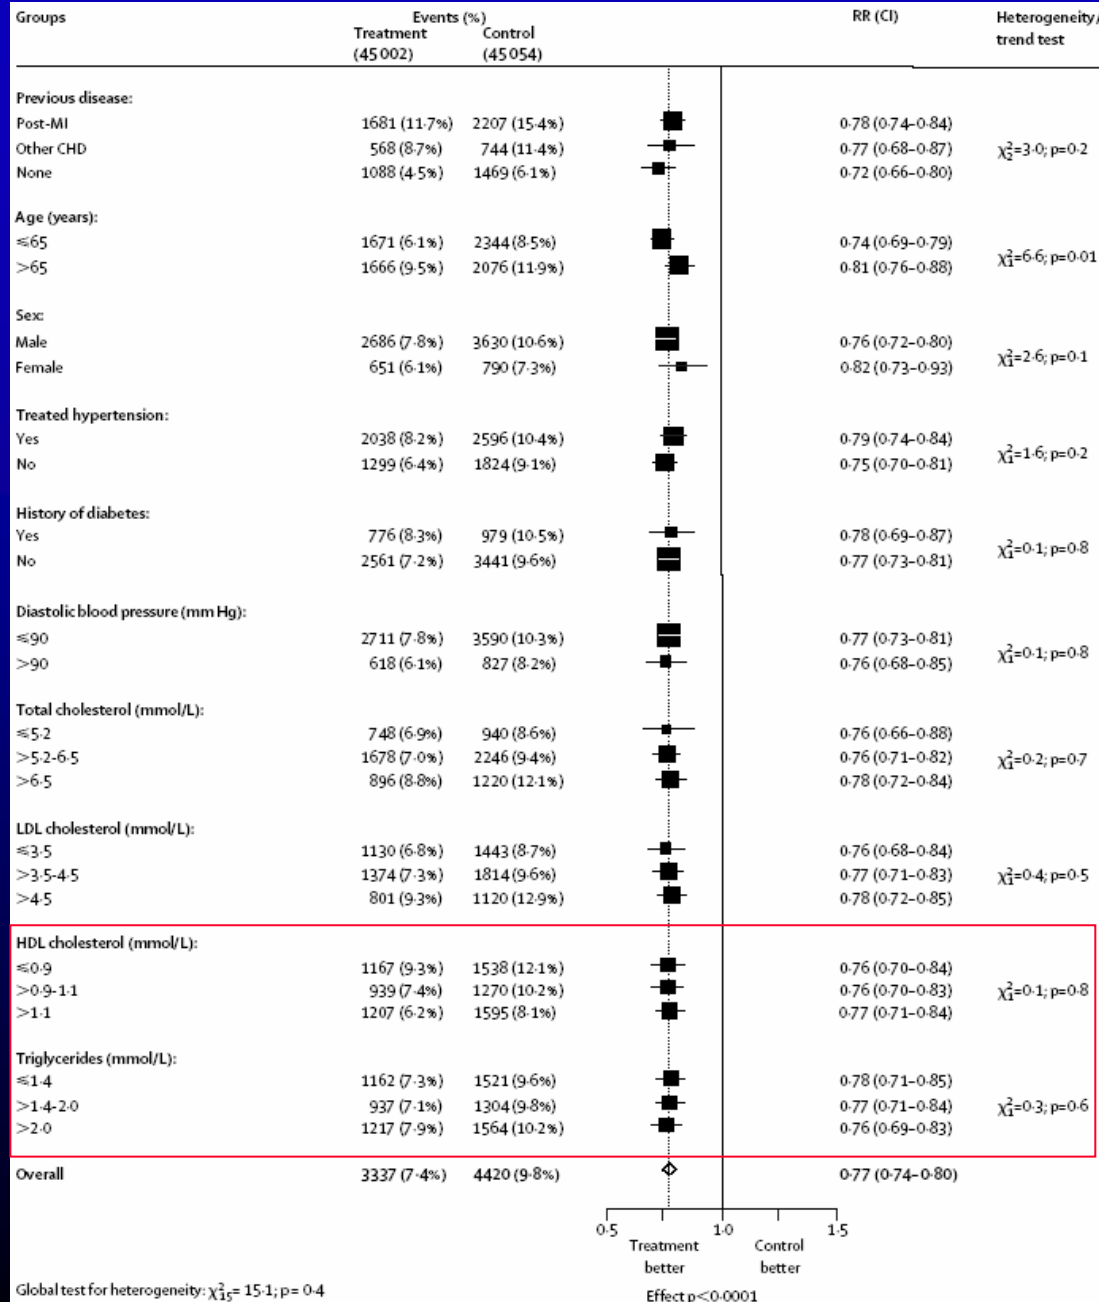 Groups Events (%) RR (CI) Heterogeneity/
Treatment Control trend test
(45 002) (45 054)
Previous disease:
Post-MI 1681 (11·7%) 2207 (15·4%) 0·78 (0·74–0·84)
Other CHD 568 (8·7%) 744 (11·4%) 0·77 (0·68–0·87) χ²₂=3·0; p=0·2
None 1088 (4·5%) 1469 (6·1%) 0·72 (0·66–0·80)
Age (years):
≤65 1671 (6·1%) 2344 (8·5%) 0·74 (0·69–0·79)
>65 1666 (9·5%) 2076 (11·9%) 0·81 (0·76–0·88) χ²₁=6·6; p=0·01
Sex:
Male 2686 (7·8%) 3630 (10·6%) 0·76 (0·72–0·80)
Female 651 (6·1%) 790 (7·3%) 0·82 (0·73–0·93) χ²₁=2·6; p=0·1
Treated hypertension:
Yes 2038 (8·2%) 2596 (10·4%) 0·79 (0·74–0·84)
No 1299 (6·4%) 1824 (9·1%) 0·75 (0·70–0·81) χ²₁=1·6; p=0·2
History of diabetes:
Yes 776 (8·3%) 979 (10·5%) 0·78 (0·69–0·87)
No 2561 (7·2%) 3441 (9·6%) 0·77 (0·73–0·81) χ²₁=0·1; p=0·8
Diastolic blood pressure (mm Hg):
≤90 2711 (7·8%) 3590 (10·3%) 0·77 (0·73–0·81)
>90 618 (6·1%) 827 (8·2%) 0·76 (0·68–0·85) χ²₁=0·1; p=0·8
Total cholesterol (mmol/L):
≤5·2 748 (6·9%) 940 (8·6%) 0·76 (0·66–0·88)
>5·2-6·5 1678 (7·0%) 2246 (9·4%) 0·76 (0·71–0·82) χ²₁=0·2; p=0·7
>6·5 896 (8·8%) 1220 (12·1%) 0·78 (0·72–0·84)
LDL cholesterol (mmol/L):
≤3·5 1130 (6·8%) 1443 (8·7%) 0·76 (0·68–0·84)
>3·5-4·5 1374 (7·3%) 1814 (9·6%) 0·77 (0·71–0·83) χ²₁=0·4; p=0·5
>4·5 801 (9·3%) 1120 (12·9%) 0·78 (0·72–0·85)
HDL cholesterol (mmol/L):
≤0·9 1167 (9·3%) 1538 (12·1%) 0·76 (0·70–0·84)
>0·9-1·1 939 (7·4%) 1270 (10·2%) 0·76 (0·70–0·83) χ²₁=0·1; p=0·8
>1·1 1207 (6·2%) 1595 (8·1%) 0·77 (0·71–0·84)
Triglycerides (mmol/L):
≤1·4 1162 (7·3%) 1521 (9·6%) 0·78 (0·71–0·85)
>1·4-2·0 937 (7·1%) 1304 (9·8%) 0·77 (0·71–0·84) χ²₁=0·3; p=0·6
>2·0 1217 (7·9%) 1564 (10·2%) 0·76 (0·69–0·83)
Overall 3337 (7·4%) 4420 (9·8%) 0·77 (0·74–0·80)
0·5 1·0 1·5
Treatment Control
better better
Global test for heterogeneity: χ²₁₅= 15·1; p= 0·4 Effect p<0·0001